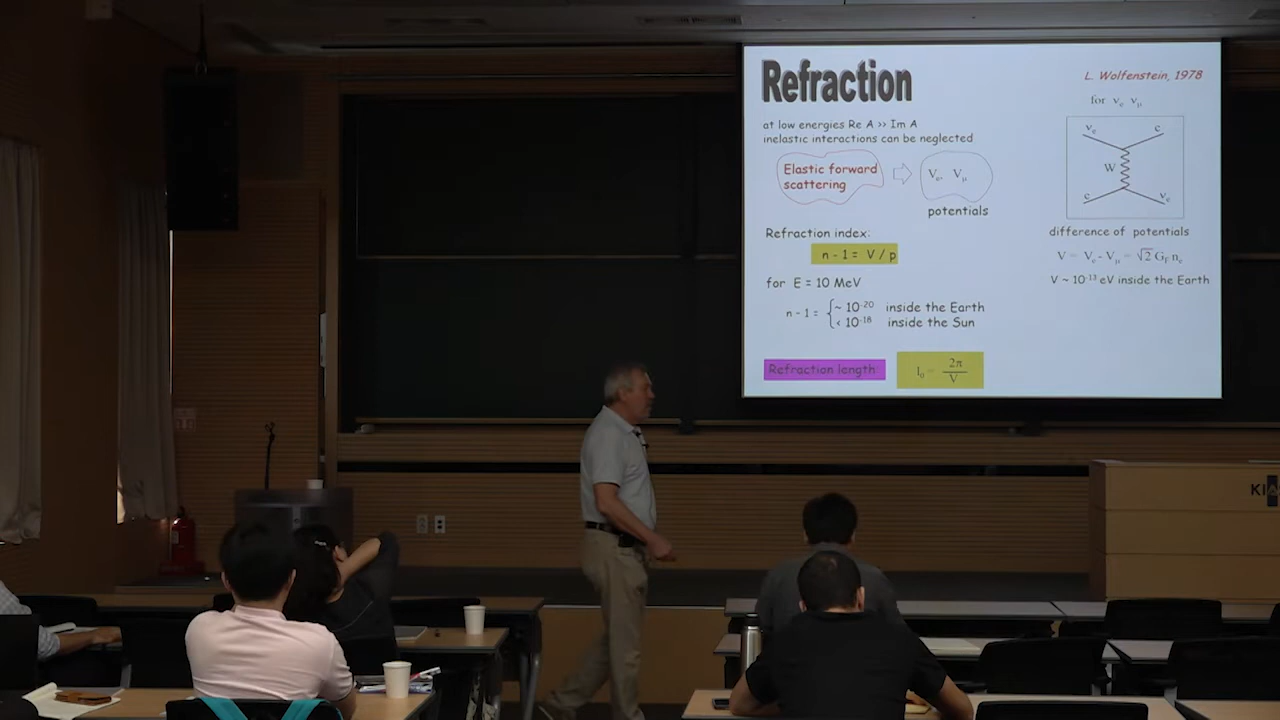 Refraction
L. Wolfenstein, 1978
for νe νμ
at low energies Re A >> Im A
inelastic interactions can be neglected
Elastic forward
scattering
Ve, Vμ
potentials
νe e
W
e νe
Refraction index:
n - 1 = V / p
difference of potentials
V = Ve - Vμ = √2 GF ne
V ~ 10⁻¹³ eV inside the Earth
for E = 10 MeV
n - 1 = { ~ 10⁻²⁰ inside the Earth
< 10⁻¹⁸ inside the Sun
Refraction length:
l0 = 2π / V